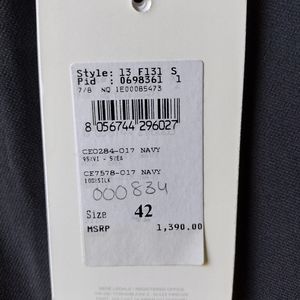 Style: 13 F131 S
Pid : 0698361 1
7/8 NQ 1E00085473
8 056744 296027
CE0284-017 NAVY
95%VI - 5%EA
CE7578-017 NAVY
100%SILK
000834
Size 42
MSRP 1,390.00